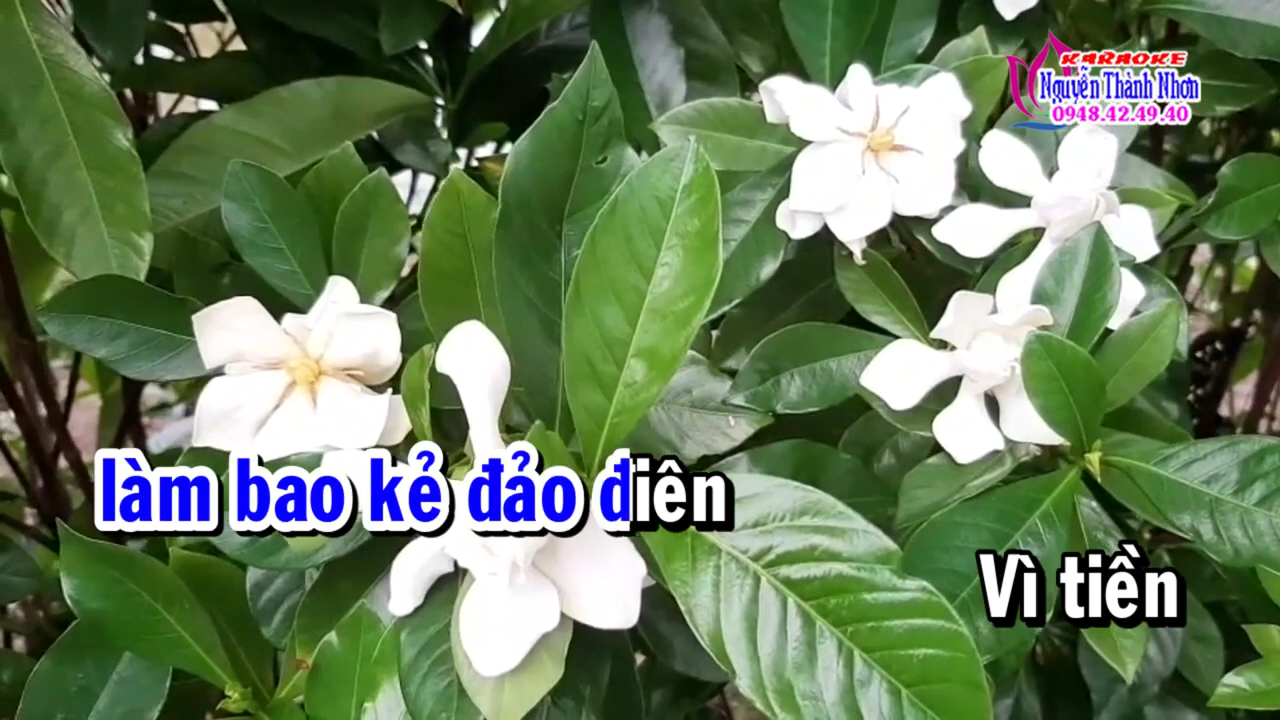 KARAOKE
Nguyễn Thành Nhơn
0948.42.49.40
làm bao kẻ đảo điên
Vì tiền